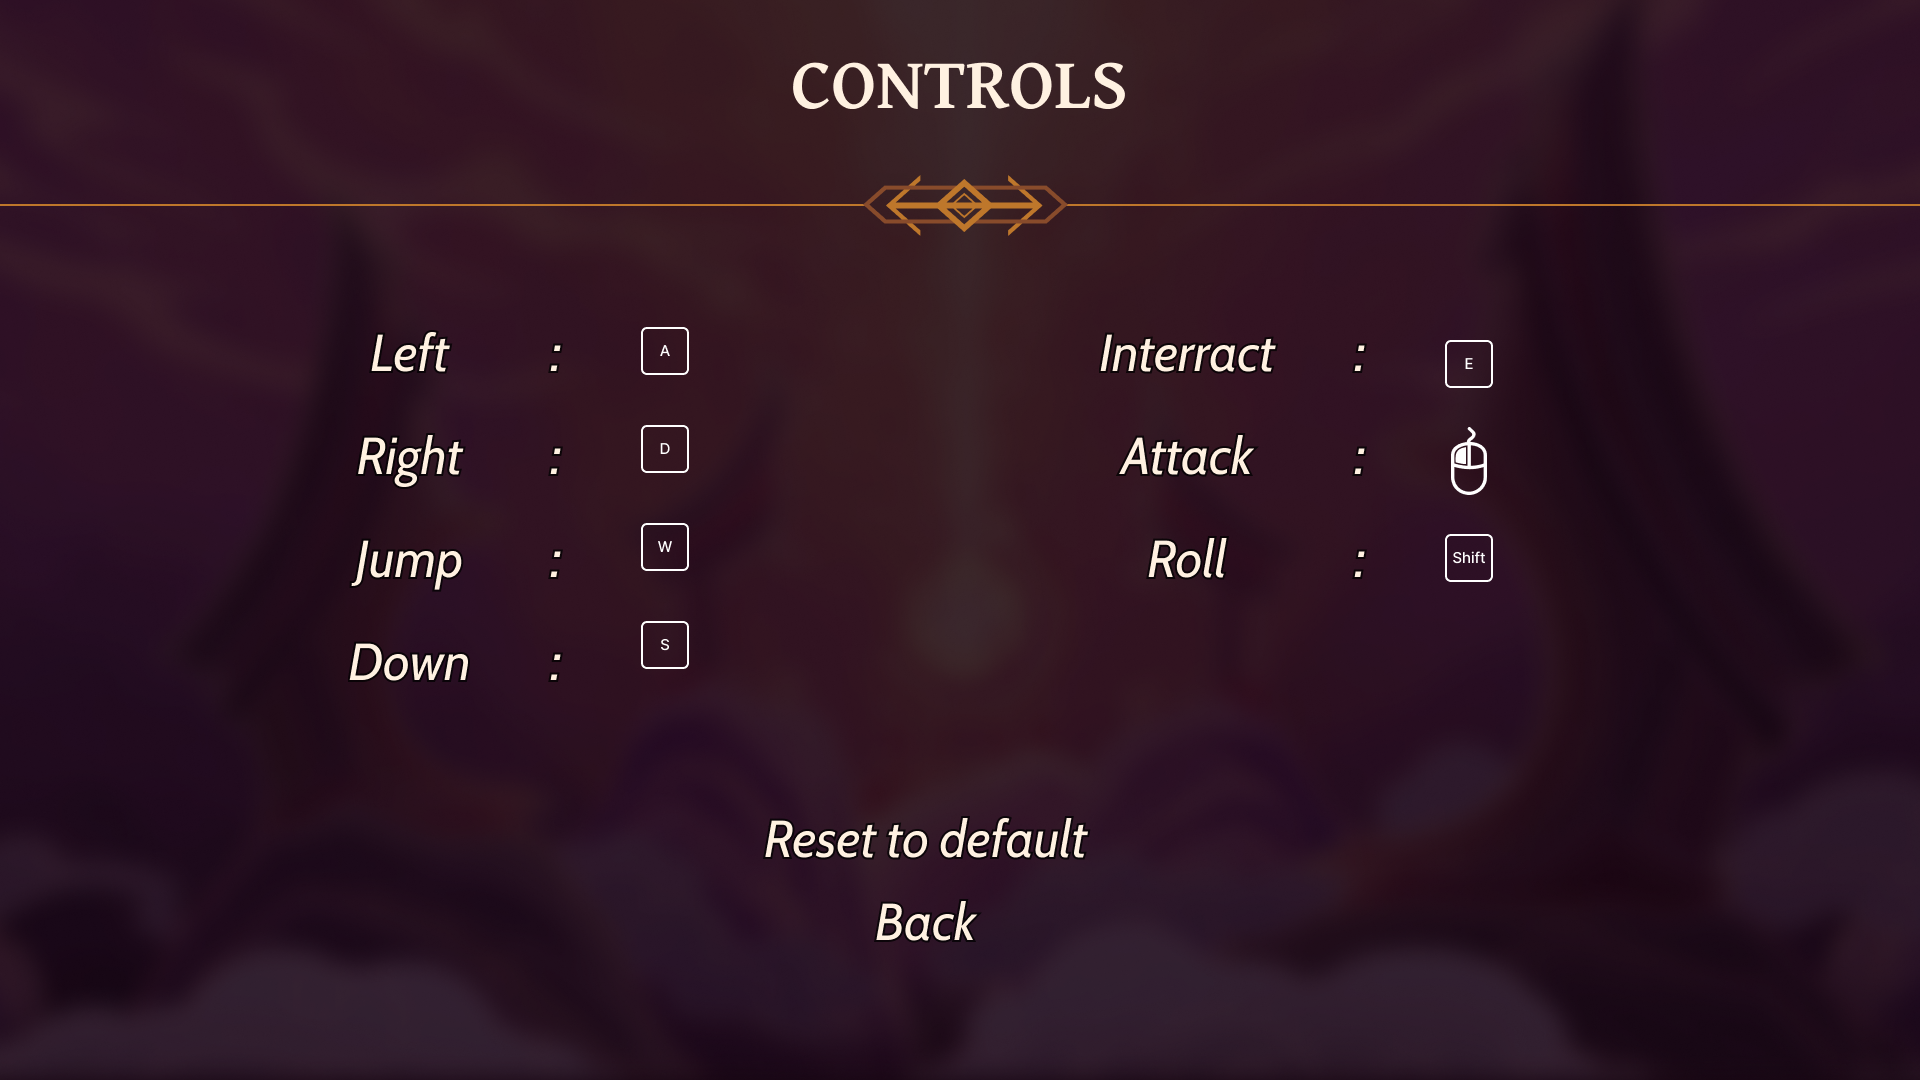 CONTROLS
Left : A
Right : D
Jump : W
Down : S
Interract : E
Attack :
Roll : Shift
Reset to default
Back